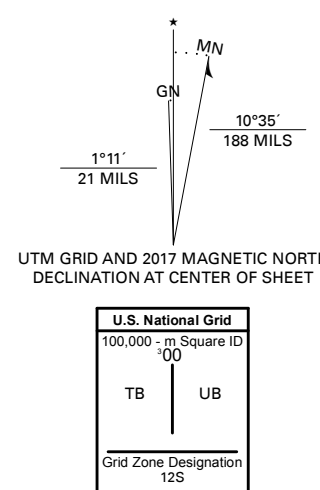 MN
GN
10°35´
188 MILS
1°11´
21 MILS
UTM GRID AND 2017 MAGNETIC NORTH
DECLINATION AT CENTER OF SHEET
U.S. National Grid
100,000 - m Square ID
³00
TB UB
Grid Zone Designation
12S